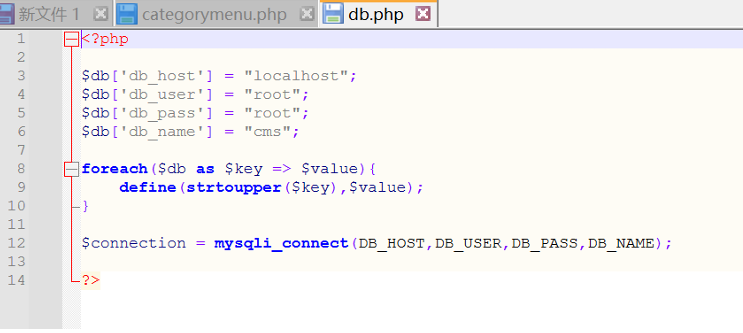 新文件 1 categorymenu.php db.php
1 <?php
2
3 $db['db_host'] = "localhost";
4 $db['db_user'] = "root";
5 $db['db_pass'] = "root";
6 $db['db_name'] = "cms";
7
8 foreach($db as $key => $value){
9 define(strtoupper($key),$value);
10 }
11
12 $connection = mysqli_connect(DB_HOST,DB_USER,DB_PASS,DB_NAME);
13
14 ?>